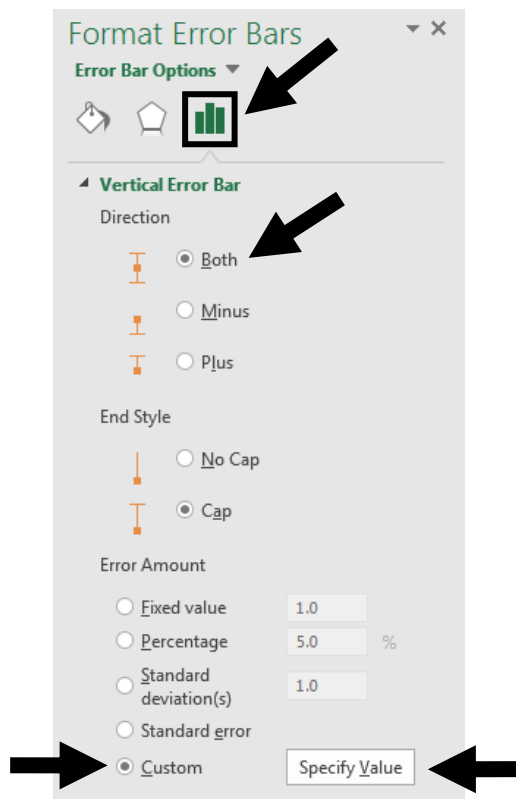 Format Error Bars
Error Bar Options
Vertical Error Bar
Direction
Both
Minus
Plus
End Style
No Cap
Cap
Error Amount
Fixed value 1.0
Percentage 5.0 %
Standard
deviation(s) 1.0
Standard error
Custom Specify Value